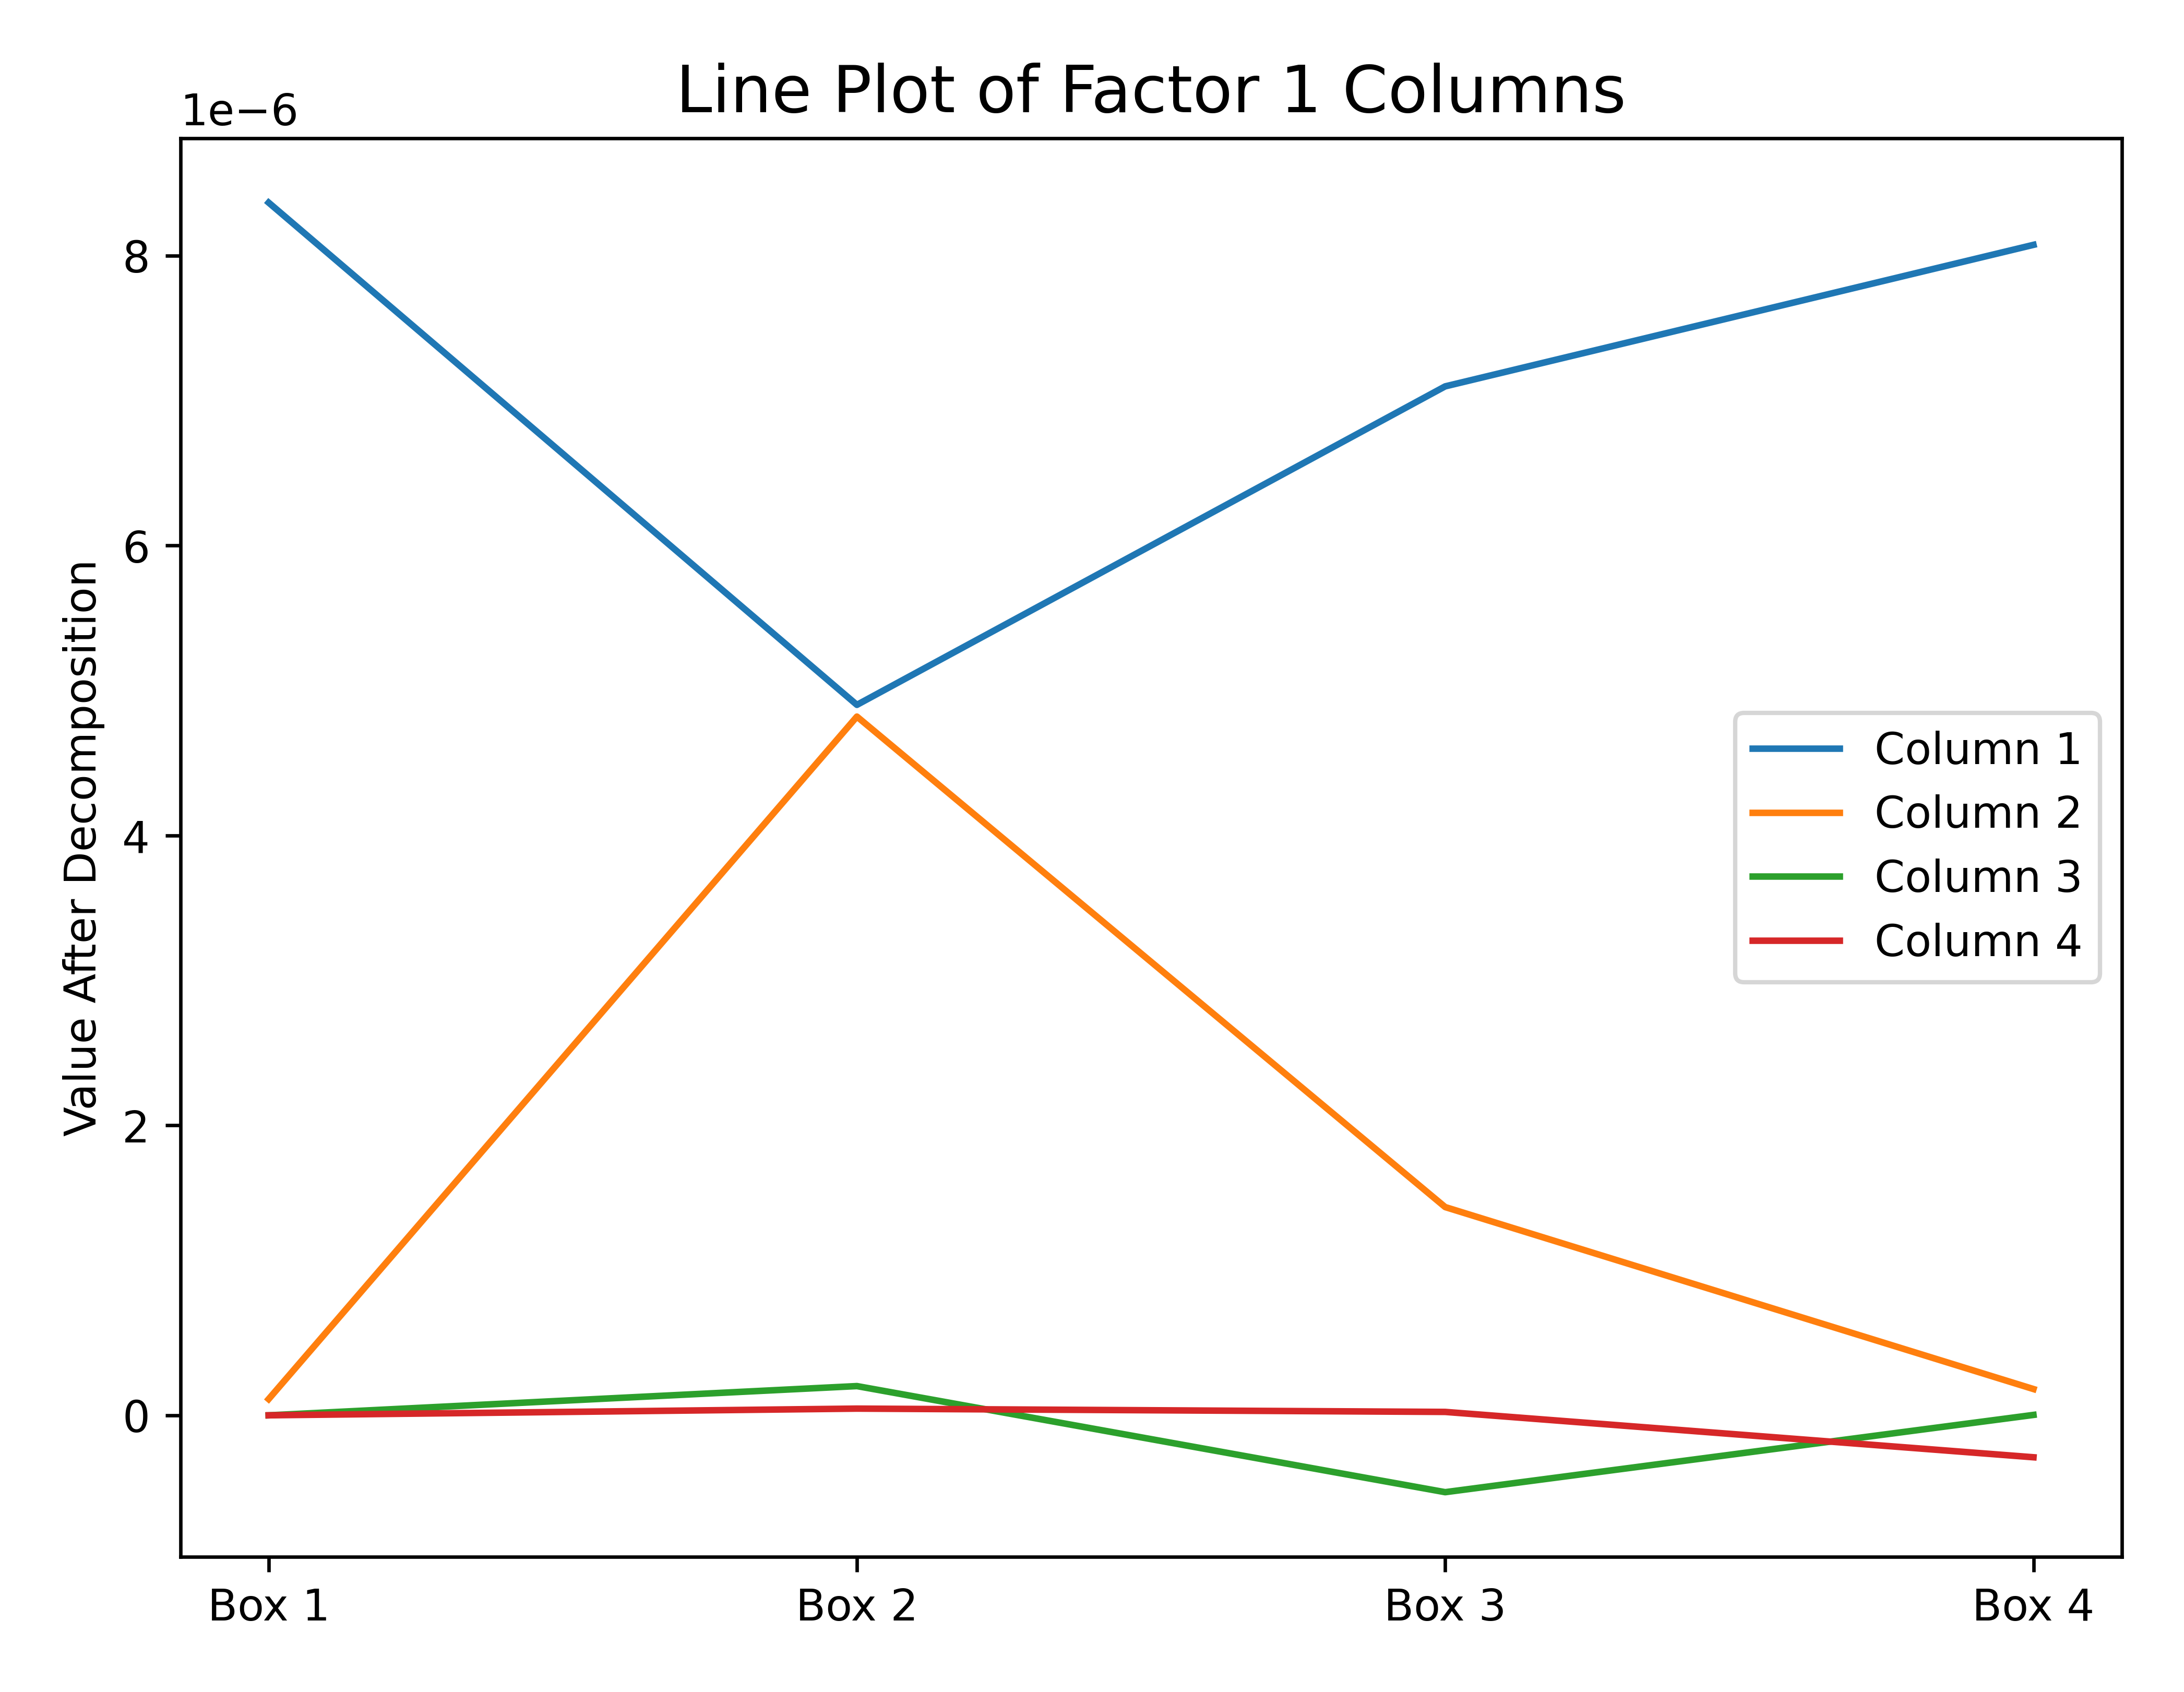 Line Plot of Factor 1 Columns
1e−6
8
6
4
2
0
Value After Decomposition
Column 1
Column 2
Column 3
Column 4
Box 1 Box 2 Box 3 Box 4